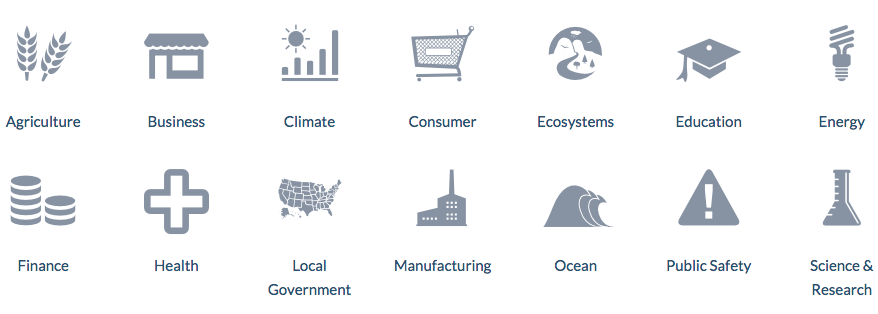 Agriculture
Business
Climate
Consumer
Ecosystems
Education
Energy
Finance
Health
Local
Government
Manufacturing
Ocean
Public Safety
Science &
Research